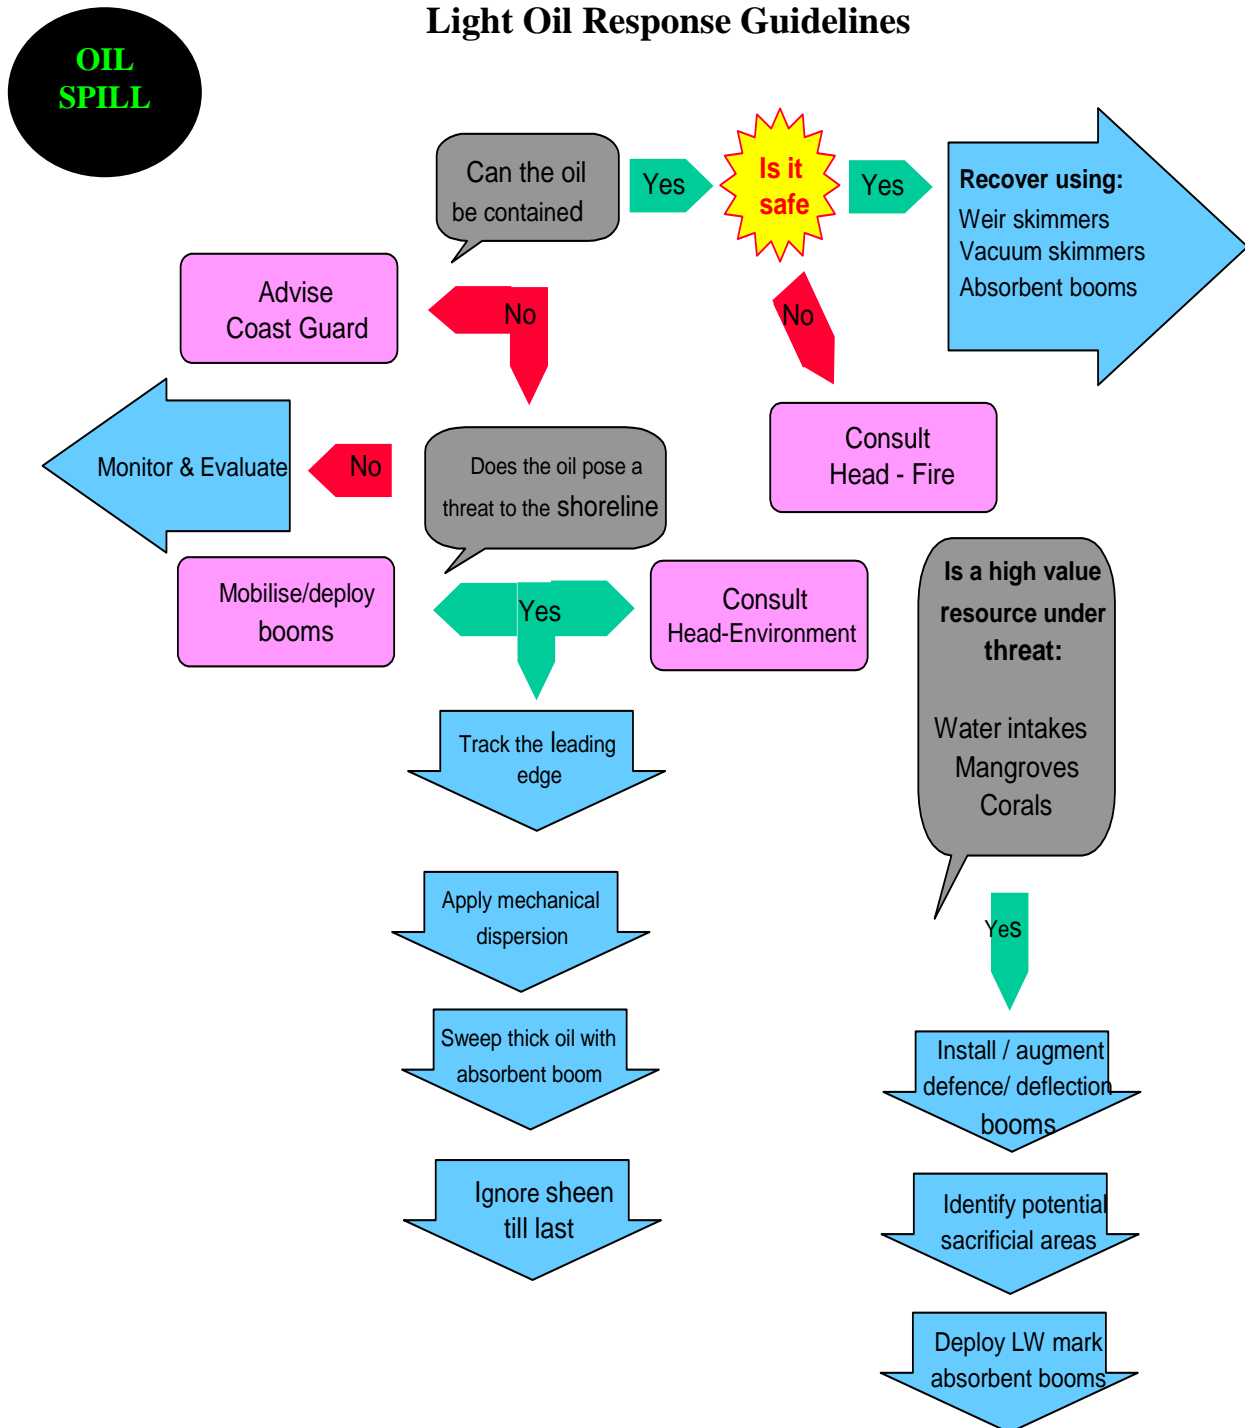 Light Oil Response Guidelines
OIL
SPILL
Can the oil
be contained
Yes
Is it
safe
Yes
Recover using:
Weir skimmers
Vacuum skimmers
Absorbent booms
Advise
Coast Guard
No
No
Consult
Head - Fire
Monitor & Evaluate
No
Does the oil pose a
threat to the shoreline
Mobilise/deploy
booms
Yes
Consult
Head-Environment
Is a high value
resource under
threat:
Water intakes
Mangroves
Corals
Track the leading
edge
Apply mechanical
dispersion
Yes
Sweep thick oil with
absorbent boom
Install / augment
defence/ deflection
booms
Ignore sheen
till last
Identify potential
sacrificial areas
Deploy LW mark
absorbent booms